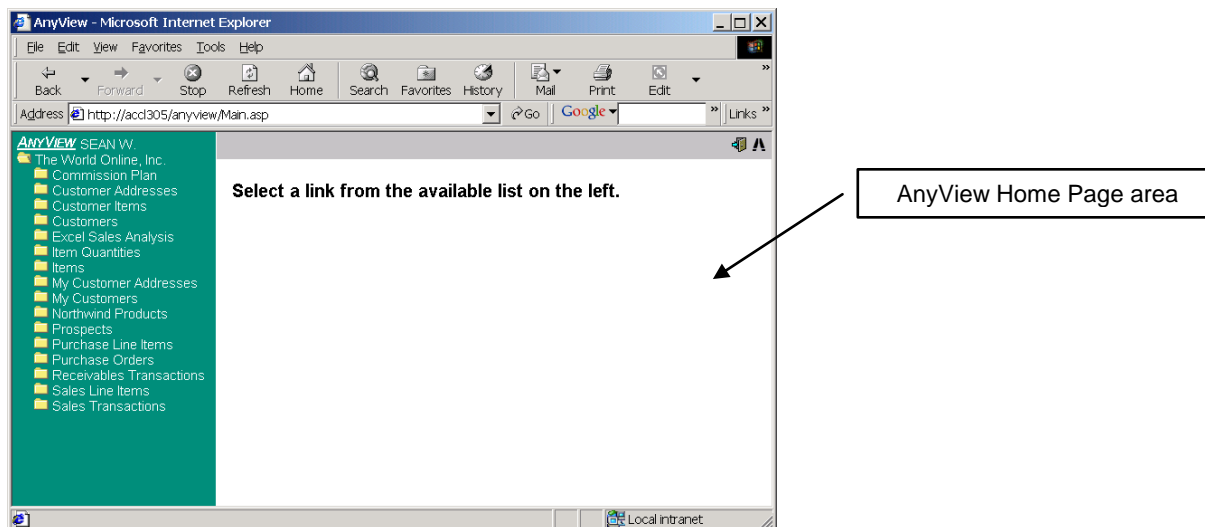 AnyView - Microsoft Internet Explorer
File Edit View Favorites Tools Help
Back Forward Stop Refresh Home Search Favorites History Mail Print Edit »
Address http://accl305/anyview/Main.asp Go Google » Links »
ANYVIEW SEAN W.
The World Online, Inc.
Commission Plan
Customer Addresses
Customer Items
Customers
Excel Sales Analysis
Item Quantities
Items
My Customer Addresses
My Customers
Northwind Products
Prospects
Purchase Line Items
Purchase Orders
Receivables Transactions
Sales Line Items
Sales Transactions
Select a link from the available list on the left.
AnyView Home Page area
Local intranet